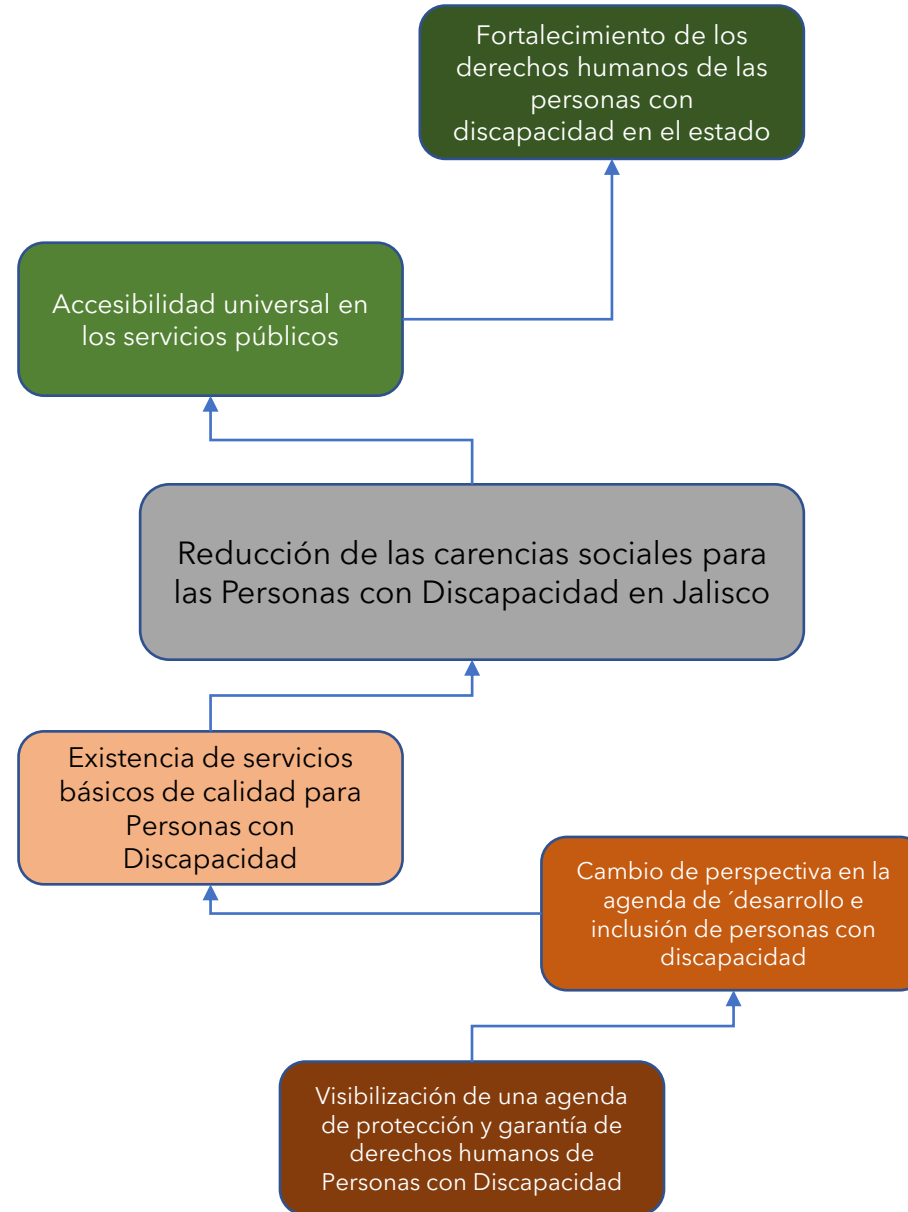 Fortalecimiento de los
derechos humanos de las
personas con
discapacidad en el estado
Accesibilidad universal en
los servicios públicos
Reducción de las carencias sociales para
las Personas con Discapacidad en Jalisco
Existencia de servicios
básicos de calidad para
Personas con
Discapacidad
Cambio de perspectiva en la
agenda de ´desarrollo e
inclusión de personas con
discapacidad
Visibilización de una agenda
de protección y garantía de
derechos humanos de
Personas con Discapacidad